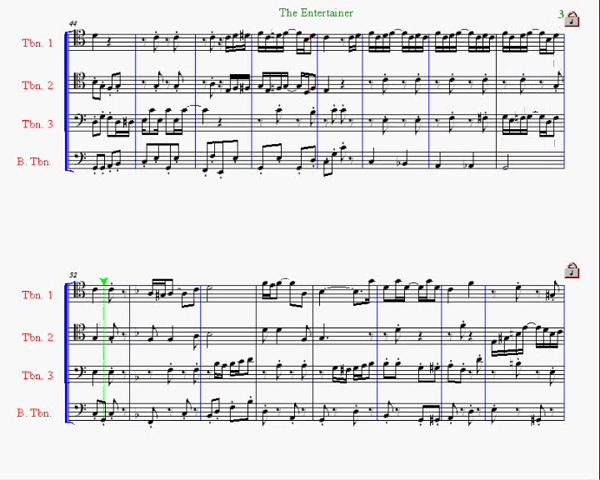 The Entertainer
3
44
Tbn. 1
Tbn. 2
Tbn. 3
B. Tbn.
52
Tbn. 1
Tbn. 2
Tbn. 3
B. Tbn.